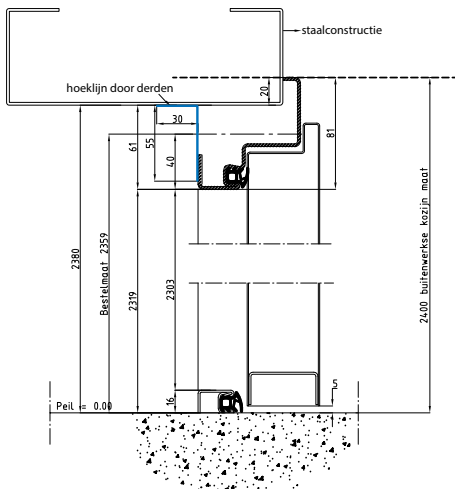 staalconstructie
hoeklijn door derden
20
30
61
55
40
81
2380
Bestelmaat 2359
2319
2303
2400 buitenwerkse kozijn maat
5
16
Peil = 0.00